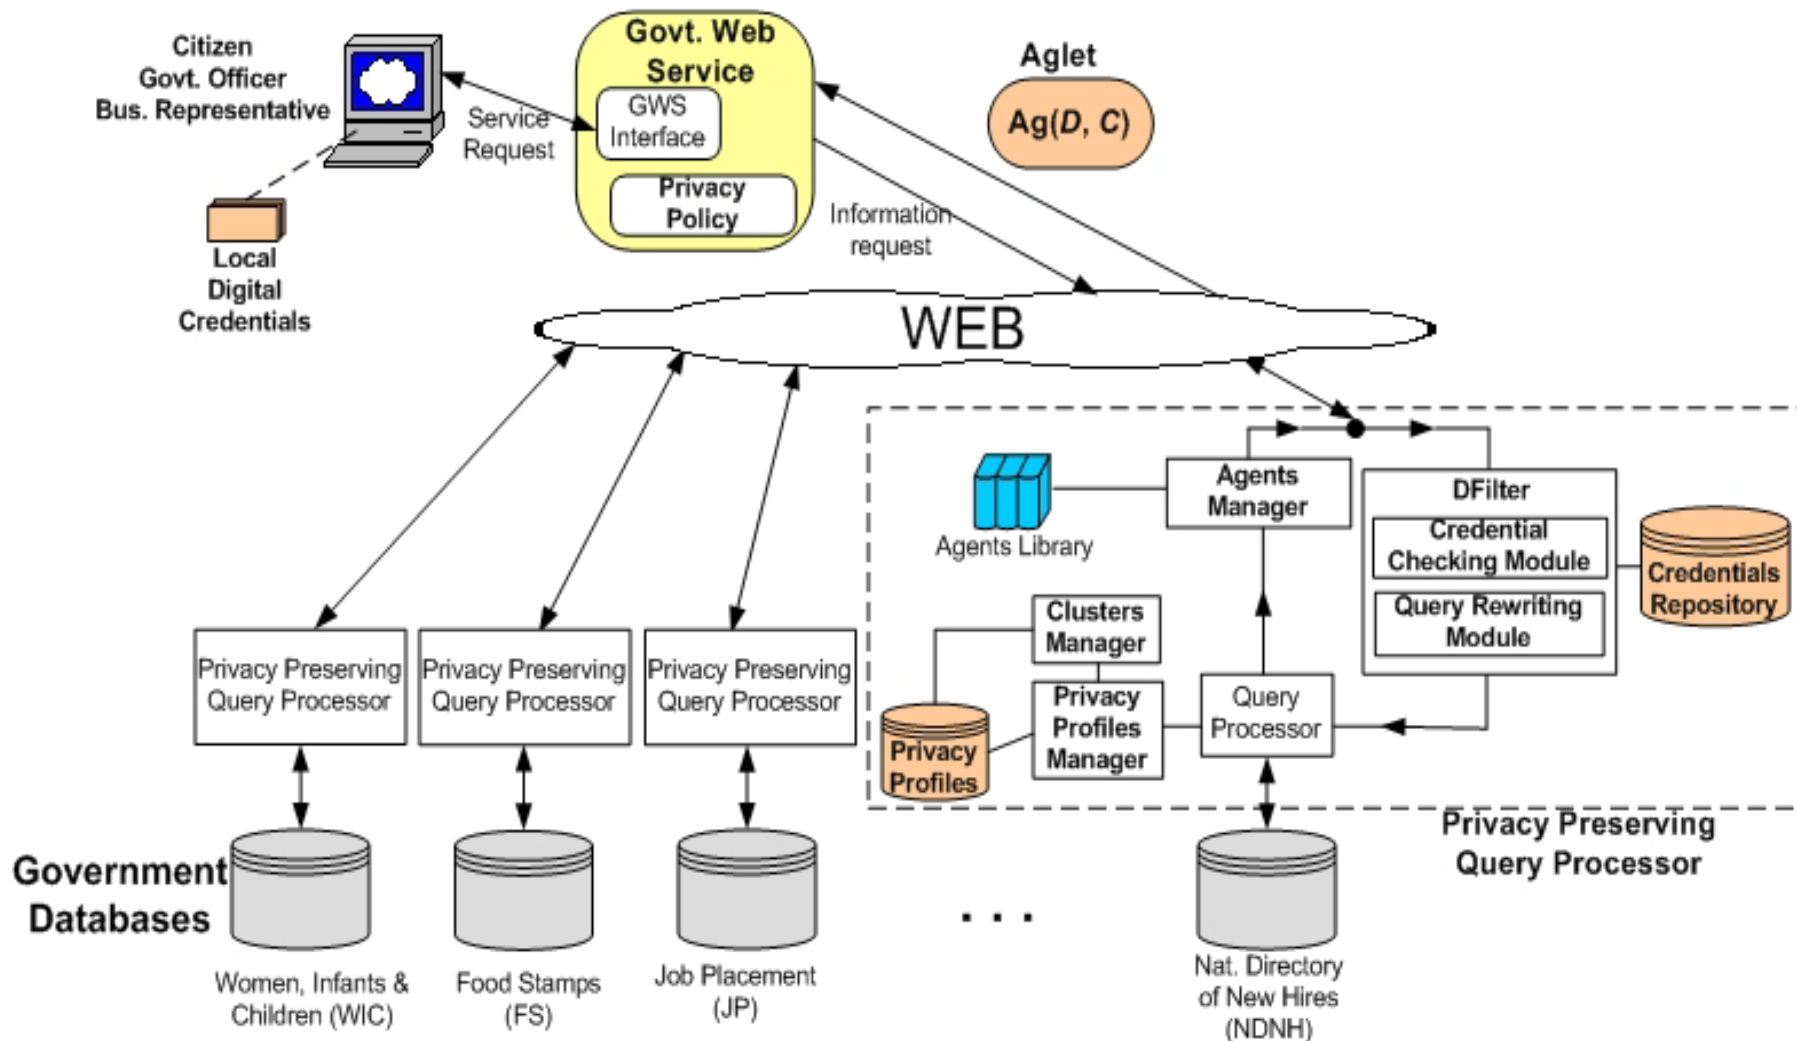 Citizen
Govt. Officer
Bus. Representative
Local
Digital
Credentials
Service
Request
Govt. Web
Service
GWS
Interface
Privacy
Policy
Information
request
Aglet
Ag(D, C)
WEB
Agents Library
Agents
Manager
DFilter
Credential
Checking Module
Query Rewriting
Module
Credentials
Repository
Clusters
Manager
Privacy
Profiles
Manager
Privacy
Profiles
Query
Processor
Privacy Preserving
Query Processor
Privacy Preserving
Query Processor
Privacy Preserving
Query Processor
Privacy Preserving
Query Processor
Government
Databases
Women, Infants &
Children (WIC)
Food Stamps
(FS)
Job Placement
(JP)
. . .
Nat. Directory
of New Hires
(NDNH)